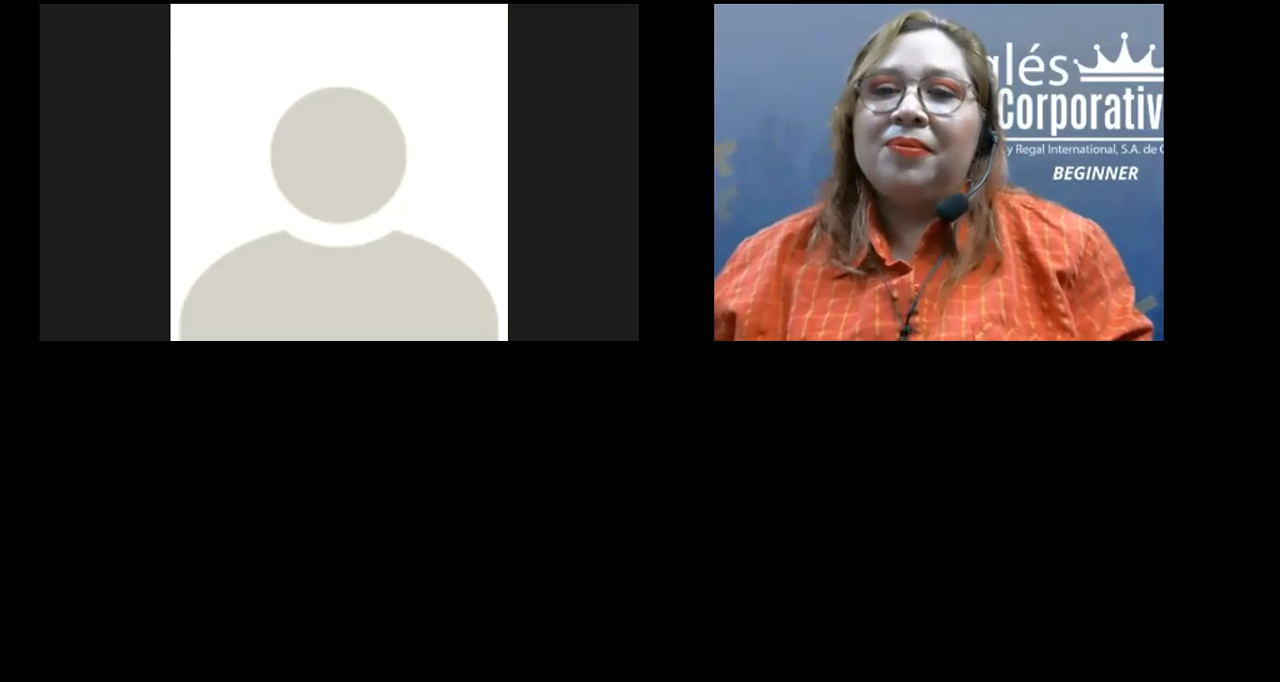 glés
Corporativ
y Regal International, S.A. de C
BEGINNER